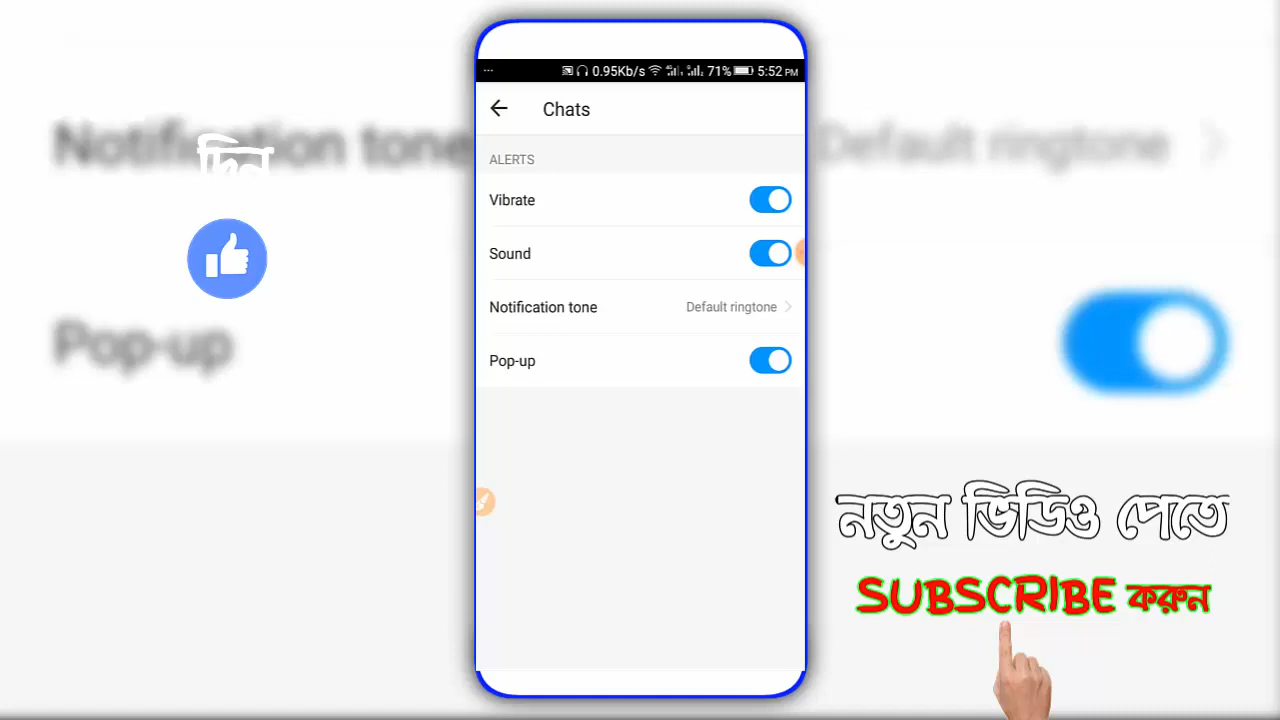 0.95Kb/s 71% 5:52 PM
Chats
ALERTS
Vibrate
Sound
Notification tone Default ringtone
Pop-up
Notification tone Default ringtone
Pop-up
দিন
নতুন ভিডিও পেতে
SUBSCRIBE করুন